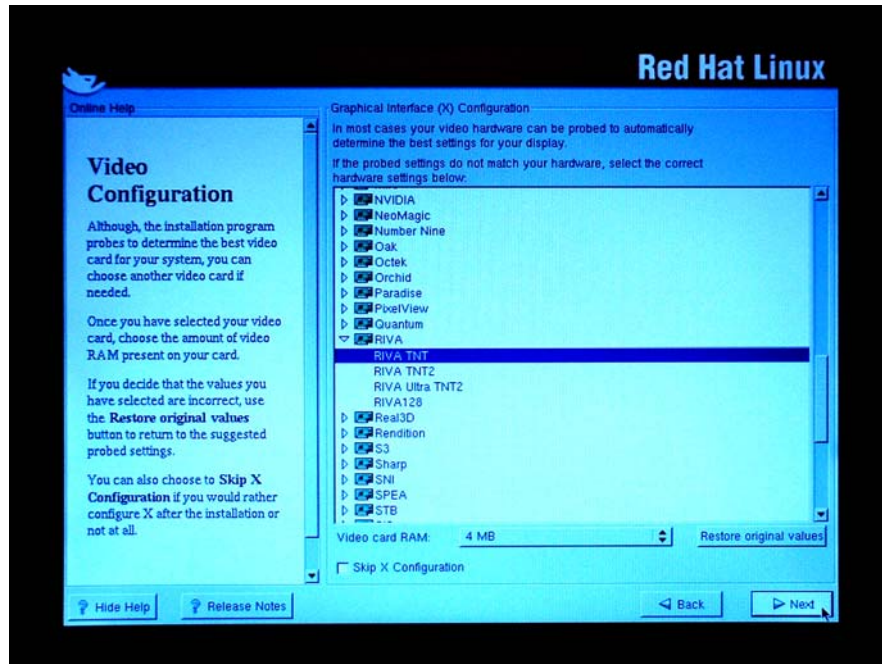 Red Hat Linux
Online Help
Video
Configuration
Although, the installation program
probes to determine the best video
card for your system, you can
choose another video card if
needed.
Once you have selected your video
card, choose the amount of video
RAM present on your card.
If you decide that the values you
have selected are incorrect, use
the Restore original values
button to return to the suggested
probed settings.
You can also choose to Skip X
Configuration if you would rather
configure X after the installation or
not at all.
Graphical Interface (X) Configuration
In most cases your video hardware can be probed to automatically
determine the best settings for your display.
If the probed settings do not match your hardware, select the correct
hardware settings below:
NVIDIA
NeoMagic
Number Nine
Oak
Octek
Orchid
Paradise
PixelView
Quantum
RIVA
RIVA TNT
RIVA TNT2
RIVA Ultra TNT2
RIVA128
Real3D
Rendition
S3
Sharp
SNI
SPEA
STB
Video card RAM: 4 MB Restore original values
Skip X Configuration
Hide Help Release Notes Back Next